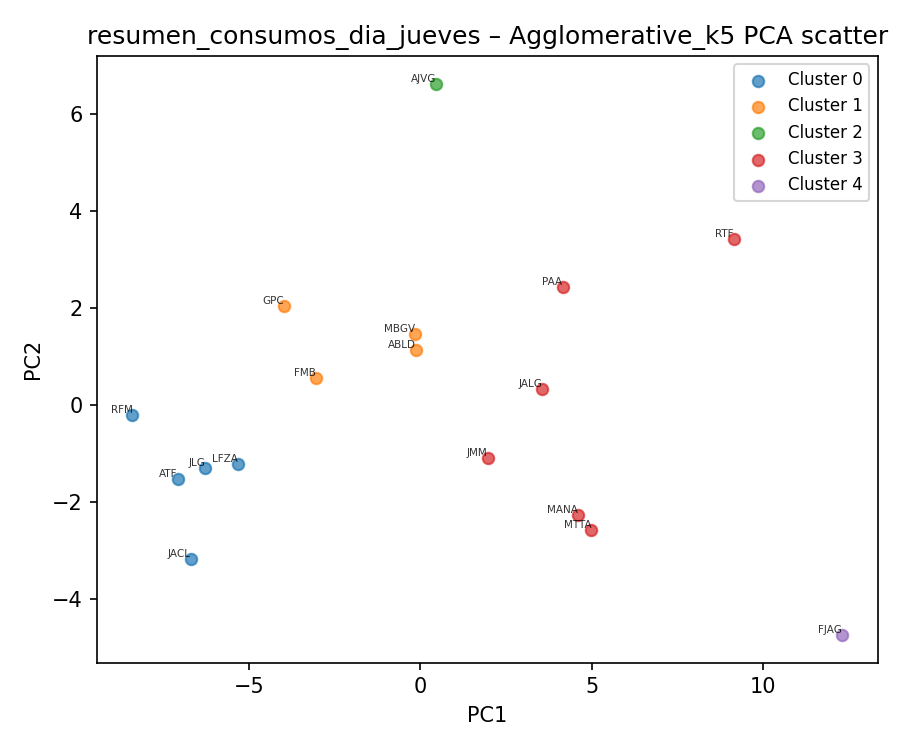 resumen_consumos_dia_jueves – Agglomerative_k5 PCA scatter
Cluster 0
Cluster 1
Cluster 2
Cluster 3
Cluster 4
AJVG
RTF
PAA
GPC
MBGV
ABLD
FMB
JALG
RFM
JMM
LFZA
JLG
ATF
MANA
MTTA
JACL
FJAG
6
4
2
0
−2
−4
PC2
−5
0
5
10
PC1